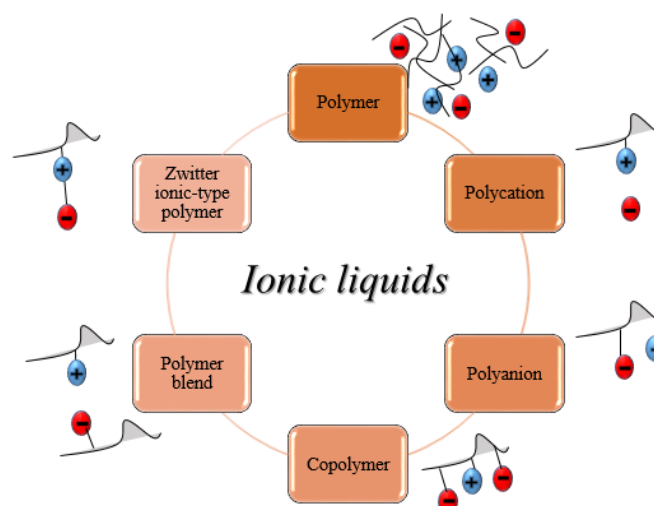 Polymer
Zwitter
ionic-type
polymer
Polycation
Ionic liquids
Polymer
blend
Polyanion
Copolymer